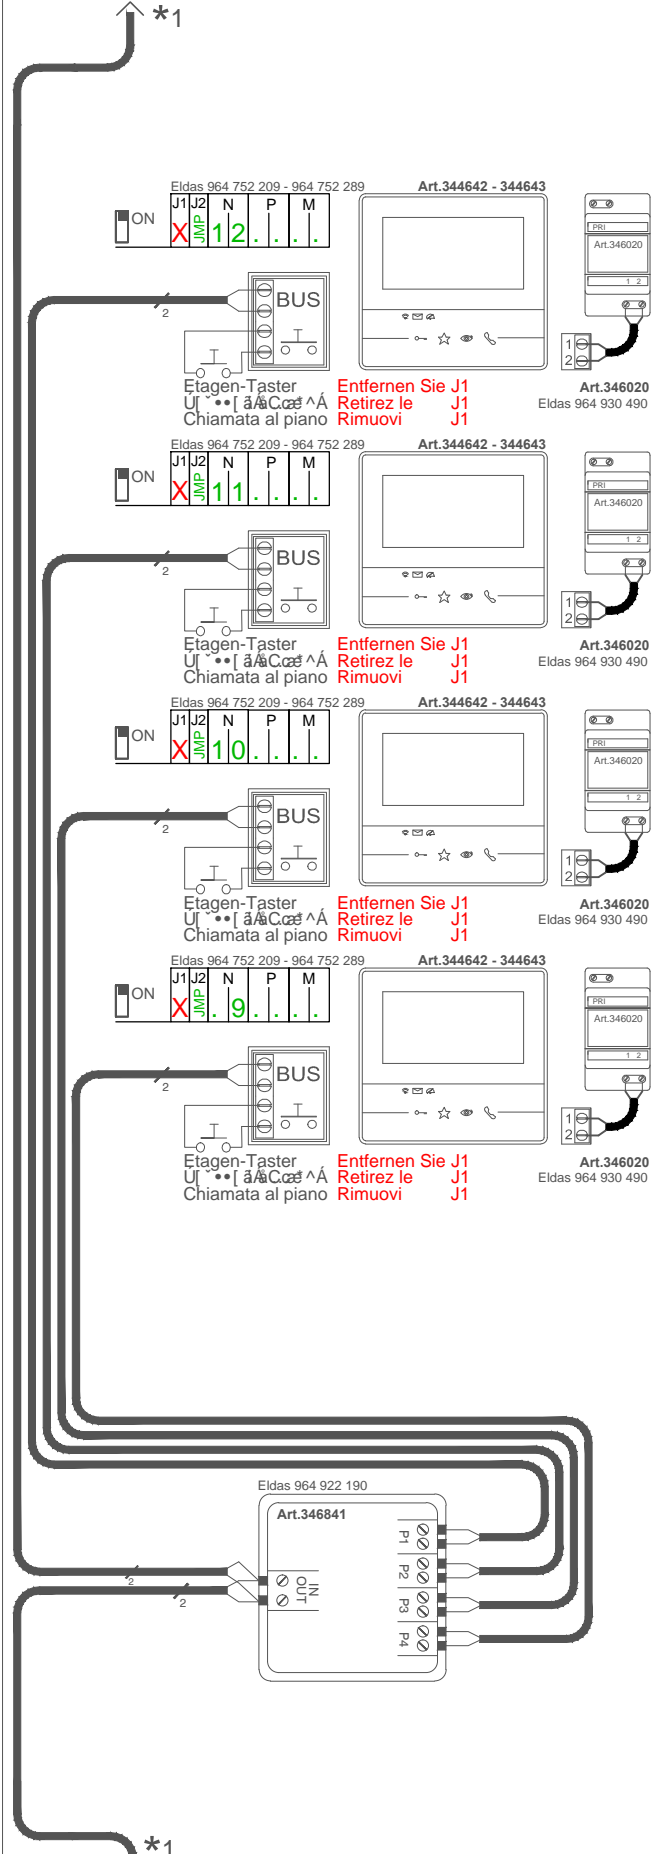 *1
Eldas 964 752 209 - 964 752 289
Art.344642 - 344643
ON
J1 J2 N P M
X JMP 1 2 . . . .
PRI
Art.346020
1 2
BUS
2
1
2
Etagen-Taster Entfernen Sie J1
Retirez le J1
Chiamata al piano Rimuovi J1
Art.346020
Eldas 964 930 490
Eldas 964 752 209 - 964 752 289
Art.344642 - 344643
ON
J1 J2 N P M
X JMP 1 1 . . . .
PRI
Art.346020
1 2
BUS
2
1
2
Etagen-Taster Entfernen Sie J1
Retirez le J1
Chiamata al piano Rimuovi J1
Art.346020
Eldas 964 930 490
Eldas 964 752 209 - 964 752 289
Art.344642 - 344643
ON
J1 J2 N P M
X JMP 1 0 . . . .
PRI
Art.346020
1 2
BUS
2
1
2
Etagen-Taster Entfernen Sie J1
Retirez le J1
Chiamata al piano Rimuovi J1
Art.346020
Eldas 964 930 490
Eldas 964 752 209 - 964 752 289
Art.344642 - 344643
ON
J1 J2 N P M
X JMP . 9 . . . .
PRI
Art.346020
1 2
BUS
2
1
2
Etagen-Taster Entfernen Sie J1
Retirez le J1
Chiamata al piano Rimuovi J1
Art.346020
Eldas 964 930 490
Eldas 964 922 190
Art.346841
P1
P2
P3
P4
IN
OUT
2
2
*1